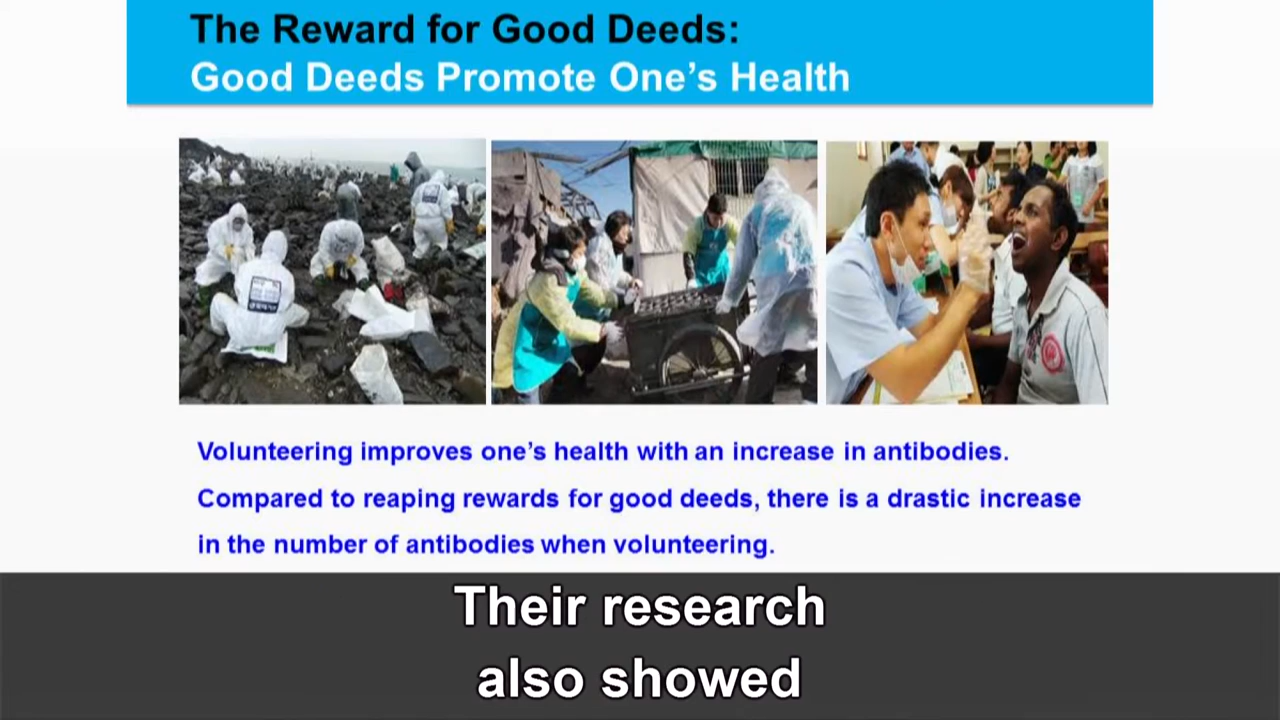 The Reward for Good Deeds:
Good Deeds Promote One's Health
Volunteering improves one's health with an increase in antibodies.
Compared to reaping rewards for good deeds, there is a drastic increase
in the number of antibodies when volunteering.
Their research
also showed